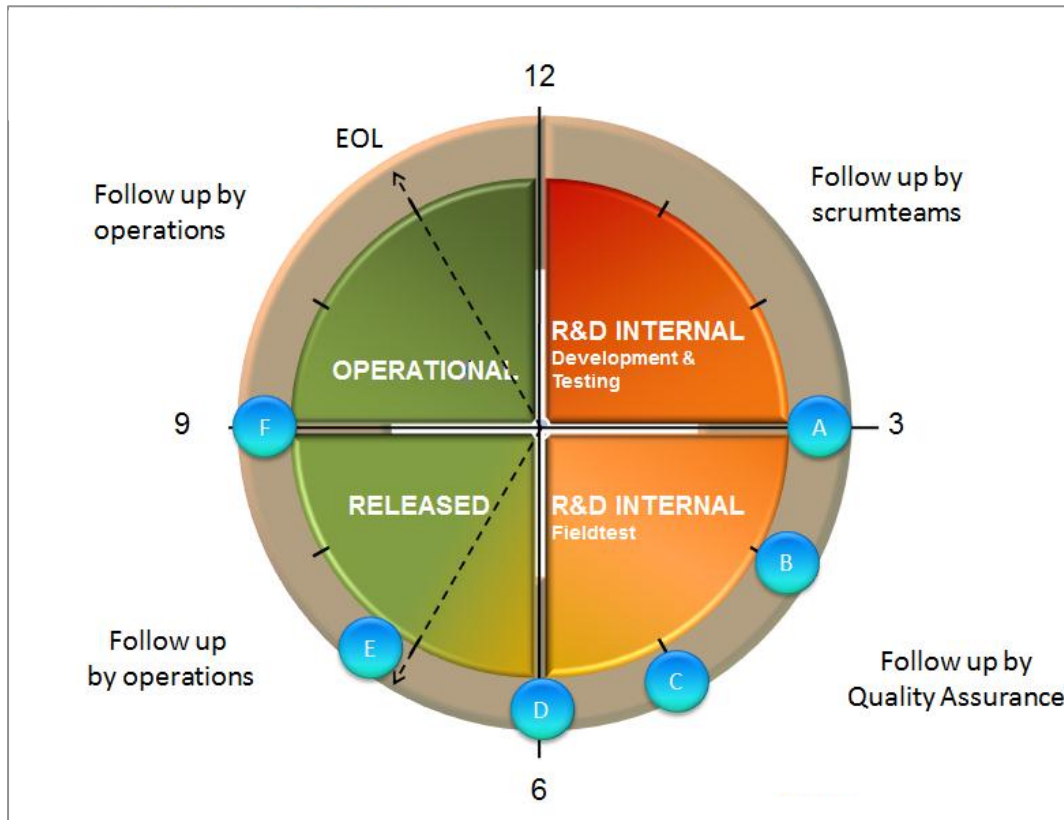 12
EOL
Follow up by
operations
Follow up by
scrumteams
R&D INTERNAL
Development &
Testing
OPERATIONAL
9
F
A
3
RELEASED
R&D INTERNAL
Fieldtest
B
E
C
D
Follow up
by operations
Follow up by
Quality Assurance
6